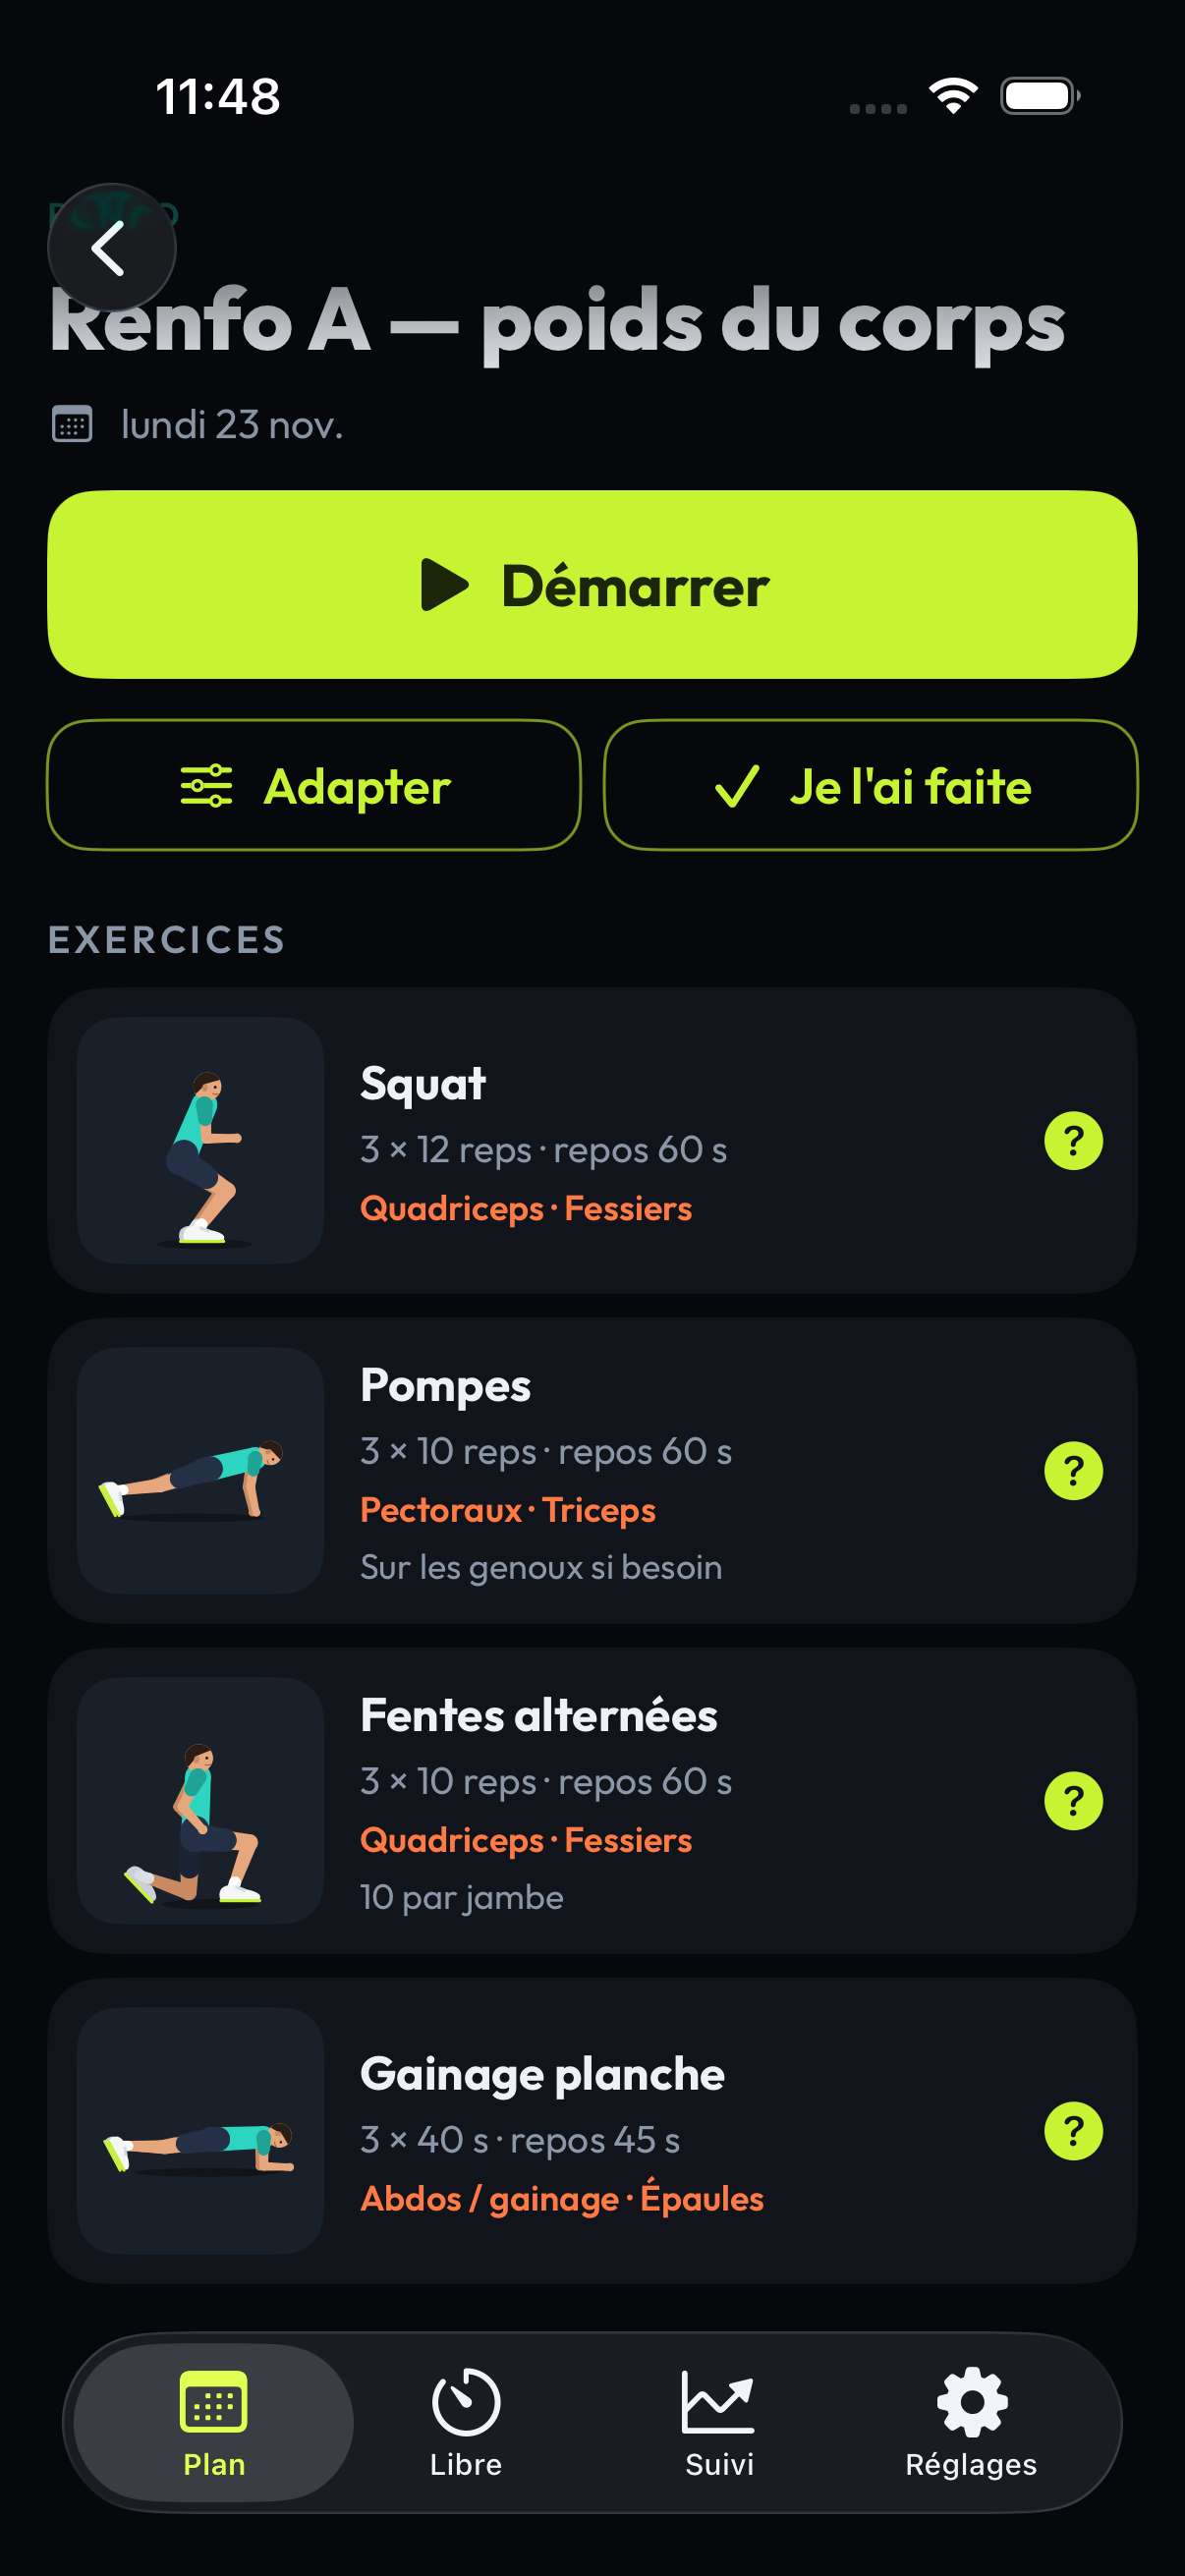 11:48
Renfo A — poids du corps
lundi 23 nov.
Démarrer
Adapter
Je l'ai faite
EXERCICES
Squat
3 × 12 reps · repos 60 s
Quadriceps · Fessiers
?
Pompes
3 × 10 reps · repos 60 s
Pectoraux · Triceps
Sur les genoux si besoin
?
Fentes alternées
3 × 10 reps · repos 60 s
Quadriceps · Fessiers
10 par jambe
?
Gainage planche
3 × 40 s · repos 45 s
Abdos / gainage · Épaules
?
Plan
Libre
Suivi
Réglages